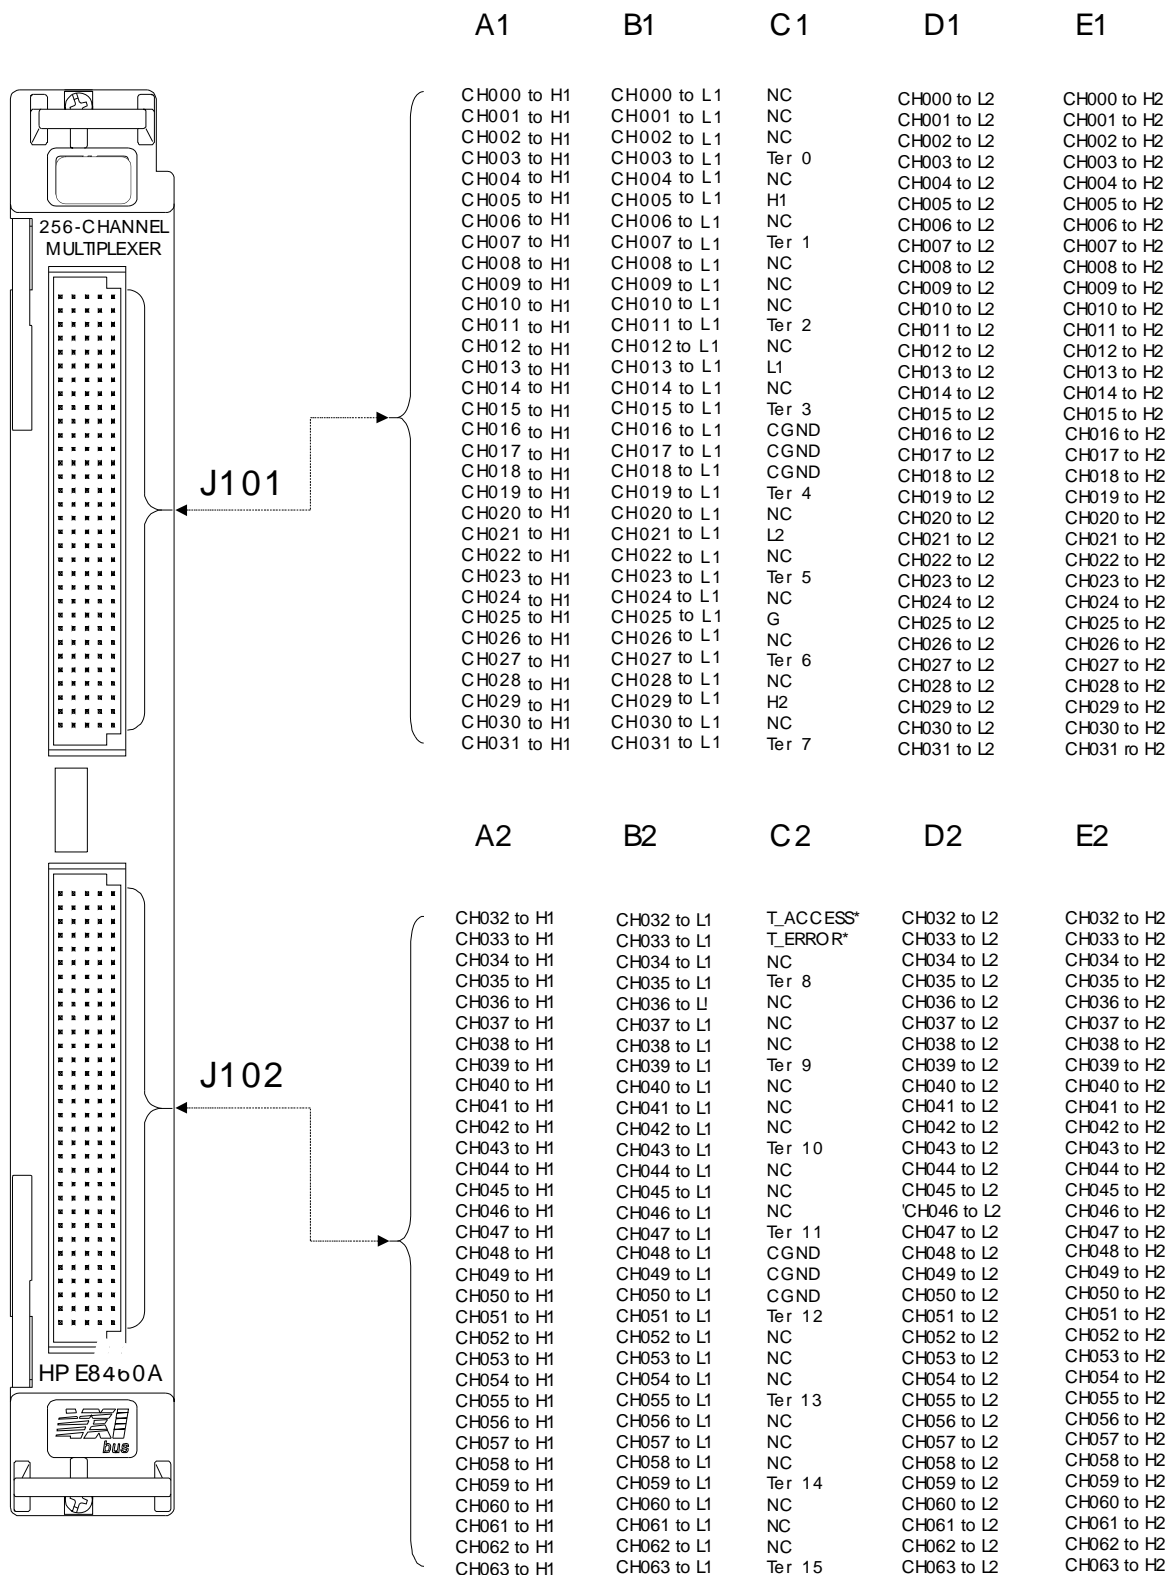 A1 B1 C1 D1 E1
CH000 to H1 CH000 to L1 NC CH000 to L2 CH000 to H2
CH001 to H1 CH001 to L1 NC CH001 to L2 CH001 to H2
CH002 to H1 CH002 to L1 NC CH002 to L2 CH002 to H2
CH003 to H1 CH003 to L1 Ter 0 CH003 to L2 CH003 to H2
CH004 to H1 CH004 to L1 NC CH004 to L2 CH004 to H2
CH005 to H1 CH005 to L1 H1 CH005 to L2 CH005 to H2
CH006 to H1 CH006 to L1 NC CH006 to L2 CH006 to H2
256-CHANNEL
MULTIPLEXER
CH007 to H1 CH007 to L1 Ter 1 CH007 to L2 CH007 to H2
CH008 to H1 CH008 to L1 NC CH008 to L2 CH008 to H2
CH009 to H1 CH009 to L1 NC CH009 to L2 CH009 to H2
CH010 to H1 CH010 to L1 NC CH010 to L2 CH010 to H2
CH011 to H1 CH011 to L1 Ter 2 CH011 to L2 CH011 to H2
CH012 to H1 CH012 to L1 NC CH012 to L2 CH012 to H2
CH013 to H1 CH013 to L1 L1 CH013 to L2 CH013 to H2
CH014 to H1 CH014 to L1 NC CH014 to L2 CH014 to H2
CH015 to H1 CH015 to L1 Ter 3 CH015 to L2 CH015 to H2
CH016 to H1 CH016 to L1 CGND CH016 to L2 CH016 to H2
CH017 to H1 CH017 to L1 CGND CH017 to L2 CH017 to H2
CH018 to H1 CH018 to L1 CGND CH018 to L2 CH018 to H2
J101
CH019 to H1 CH019 to L1 Ter 4 CH019 to L2 CH019 to H2
CH020 to H1 CH020 to L1 NC CH020 to L2 CH020 to H2
CH021 to H1 CH021 to L1 L2 CH021 to L2 CH021 to H2
CH022 to H1 CH022 to L1 NC CH022 to L2 CH022 to H2
CH023 to H1 CH023 to L1 Ter 5 CH023 to L2 CH023 to H2
CH024 to H1 CH024 to L1 NC CH024 to L2 CH024 to H2
CH025 to H1 CH025 to L1 G CH025 to L2 CH025 to H2
CH026 to H1 CH026 to L1 NC CH026 to L2 CH026 to H2
CH027 to H1 CH027 to L1 Ter 6 CH027 to L2 CH027 to H2
CH028 to H1 CH028 to L1 NC CH028 to L2 CH028 to H2
CH029 to H1 CH029 to L1 H2 CH029 to L2 CH029 to H2
CH030 to H1 CH030 to L1 NC CH030 to L2 CH030 to H2
CH031 to H1 CH031 to L1 Ter 7 CH031 to L2 CH031 ro H2
A2 B2 C2 D2 E2
CH032 to H1 CH032 to L1 T_ACCESS* CH032 to L2 CH032 to H2
CH033 to H1 CH033 to L1 T_ERROR* CH033 to L2 CH033 to H2
CH034 to H1 CH034 to L1 NC CH034 to L2 CH034 to H2
CH035 to H1 CH035 to L1 Ter 8 CH035 to L2 CH035 to H2
CH036 to H1 CH036 to L! NC CH036 to L2 CH036 to H2
CH037 to H1 CH037 to L1 NC CH037 to L2 CH037 to H2
CH038 to H1 CH038 to L1 NC CH038 to L2 CH038 to H2
CH039 to H1 CH039 to L1 Ter 9 CH039 to L2 CH039 to H2
J102
CH040 to H1 CH040 to L1 NC CH040 to L2 CH040 to H2
CH041 to H1 CH041 to L1 NC CH041 to L2 CH041 to H2
CH042 to H1 CH042 to L1 NC CH042 to L2 CH042 to H2
CH043 to H1 CH043 to L1 Ter 10 CH043 to L2 CH043 to H2
CH044 to H1 CH044 to L1 NC CH044 to L2 CH044 to H2
CH045 to H1 CH045 to L1 NC CH045 to L2 CH045 to H2
CH046 to H1 CH046 to L1 NC 'CH046 to L2 CH046 to H2
CH047 to H1 CH047 to L1 Ter 11 CH047 to L2 CH047 to H2
CH048 to H1 CH048 to L1 CGND CH048 to L2 CH048 to H2
CH049 to H1 CH049 to L1 CGND CH049 to L2 CH049 to H2
CH050 to H1 CH050 to L1 CGND CH050 to L2 CH050 to H2
CH051 to H1 CH051 to L1 Ter 12 CH051 to L2 CH051 to H2
CH052 to H1 CH052 to L1 NC CH052 to L2 CH052 to H2
CH053 to H1 CH053 to L1 NC CH053 to L2 CH053 to H2
HP E8460A
CH054 to H1 CH054 to L1 NC CH054 to L2 CH054 to H2
CH055 to H1 CH055 to L1 Ter 13 CH055 to L2 CH055 to H2
CH056 to H1 CH056 to L1 NC CH056 to L2 CH056 to H2
VXI
bus
CH057 to H1 CH057 to L1 NC CH057 to L2 CH057 to H2
CH058 to H1 CH058 to L1 NC CH058 to L2 CH058 to H2
CH059 to H1 CH059 to L1 Ter 14 CH059 to L2 CH059 to H2
CH060 to H1 CH060 to L1 NC CH060 to L2 CH060 to H2
CH061 to H1 CH061 to L1 NC CH061 to L2 CH061 to H2
CH062 to H1 CH062 to L1 NC CH062 to L2 CH062 to H2
CH063 to H1 CH063 to L1 Ter 15 CH063 to L2 CH063 to H2